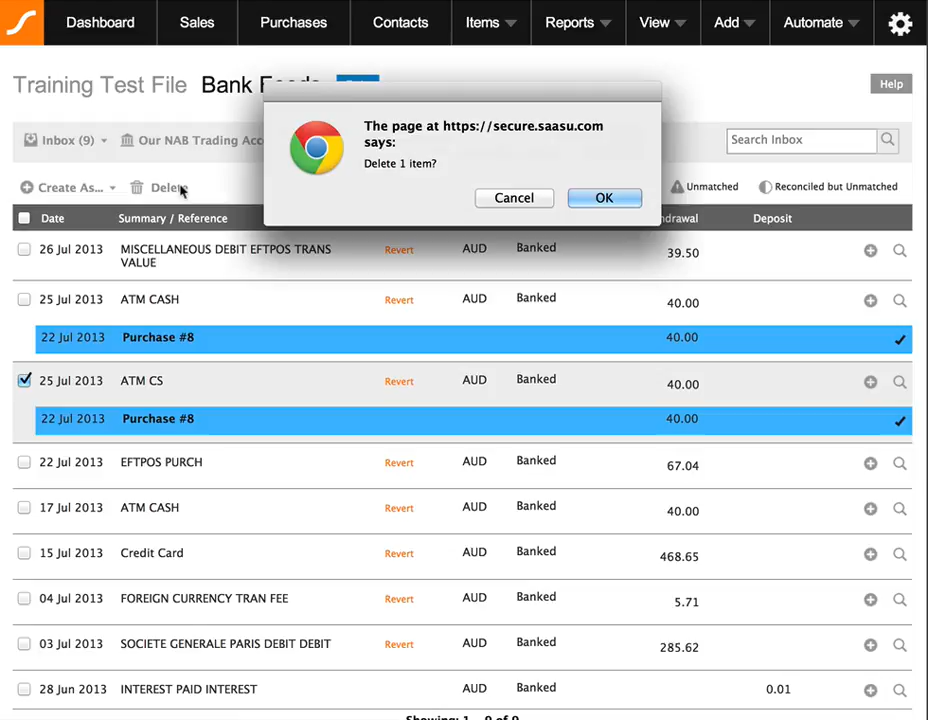 Dashboard Sales Purchases Contacts Items Reports View Add Automate
Training Test File Bank Feeds
Help
The page at https://secure.saasu.com
says:
Delete 1 item?
Cancel OK
Inbox (9) Our NAB Trading Acc
Search Inbox
Create As... Delete
Unmatched Reconciled but Unmatched
Date Summary / Reference drawal Deposit
26 Jul 2013 MISCELLANEOUS DEBIT EFTPOS TRANS Revert AUD Banked 39.50
VALUE
25 Jul 2013 ATM CASH Revert AUD Banked 40.00
22 Jul 2013 Purchase #8 40.00
25 Jul 2013 ATM CS Revert AUD Banked 40.00
22 Jul 2013 Purchase #8 40.00
22 Jul 2013 EFTPOS PURCH Revert AUD Banked 67.04
17 Jul 2013 ATM CASH Revert AUD Banked 40.00
15 Jul 2013 Credit Card Revert AUD Banked 468.65
04 Jul 2013 FOREIGN CURRENCY TRAN FEE Revert AUD Banked 5.71
03 Jul 2013 SOCIETE GENERALE PARIS DEBIT DEBIT Revert AUD Banked 285.62
28 Jun 2013 INTEREST PAID INTEREST AUD Banked 0.01
Showing: 1 - 9 of 9